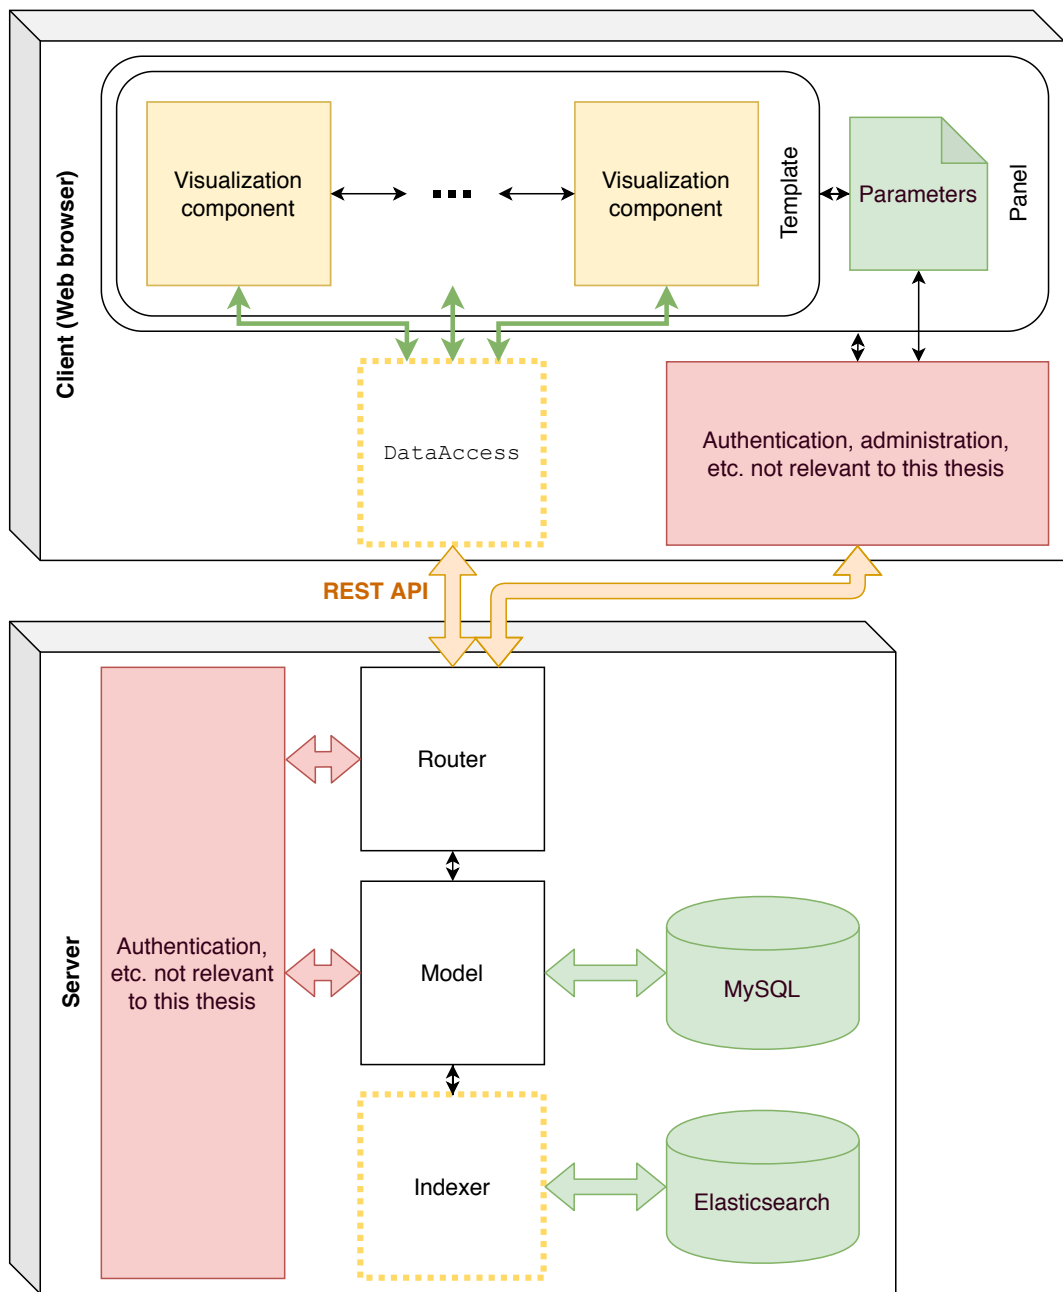 Client (Web browser)
Visualization
component
Visualization
component
Template
Parameters
Panel
DataAccess
Authentication, administration,
etc. not relevant to this thesis
REST API
Server
Authentication,
etc. not relevant
to this thesis
Router
Model
MySQL
Indexer
Elasticsearch